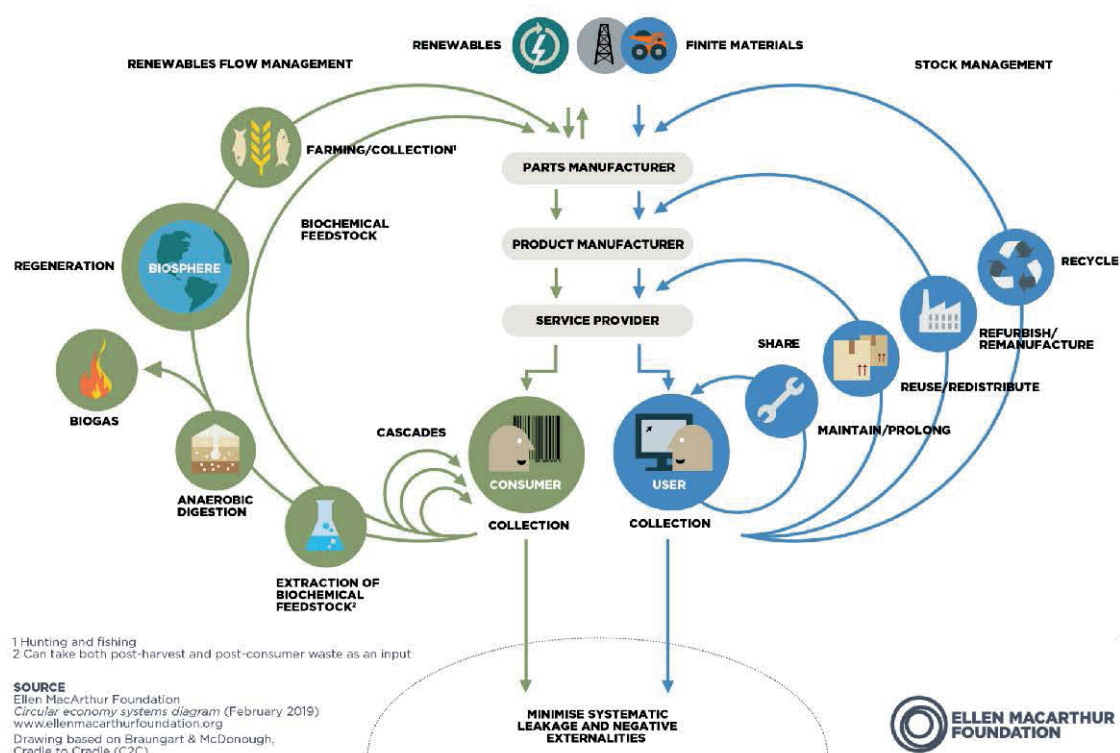 RENEWABLES
FINITE MATERIALS
RENEWABLES FLOW MANAGEMENT
STOCK MANAGEMENT
FARMING/COLLECTION¹
PARTS MANUFACTURER
BIOCHEMICAL
FEEDSTOCK
PRODUCT MANUFACTURER
REGENERATION
BIOSPHERE
RECYCLE
SERVICE PROVIDER
REFURBISH/
REMANUFACTURE
SHARE
REUSE/REDISTRIBUTE
BIOGAS
CASCADES
MAINTAIN/PROLONG
CONSUMER
USER
ANAEROBIC
DIGESTION
COLLECTION
COLLECTION
EXTRACTION OF
BIOCHEMICAL
FEEDSTOCK²
1 Hunting and fishing
2 Can take both post-harvest and post-consumer waste as an input
SOURCE
Ellen MacArthur Foundation
Circular economy systems diagram (February 2019)
www.ellenmacarthurfoundation.org
Drawing based on Braungart & McDonough,
Cradle to Cradle (C2C)
MINIMISE SYSTEMATIC
LEAKAGE AND NEGATIVE
EXTERNALITIES
ELLEN MACARTHUR
FOUNDATION